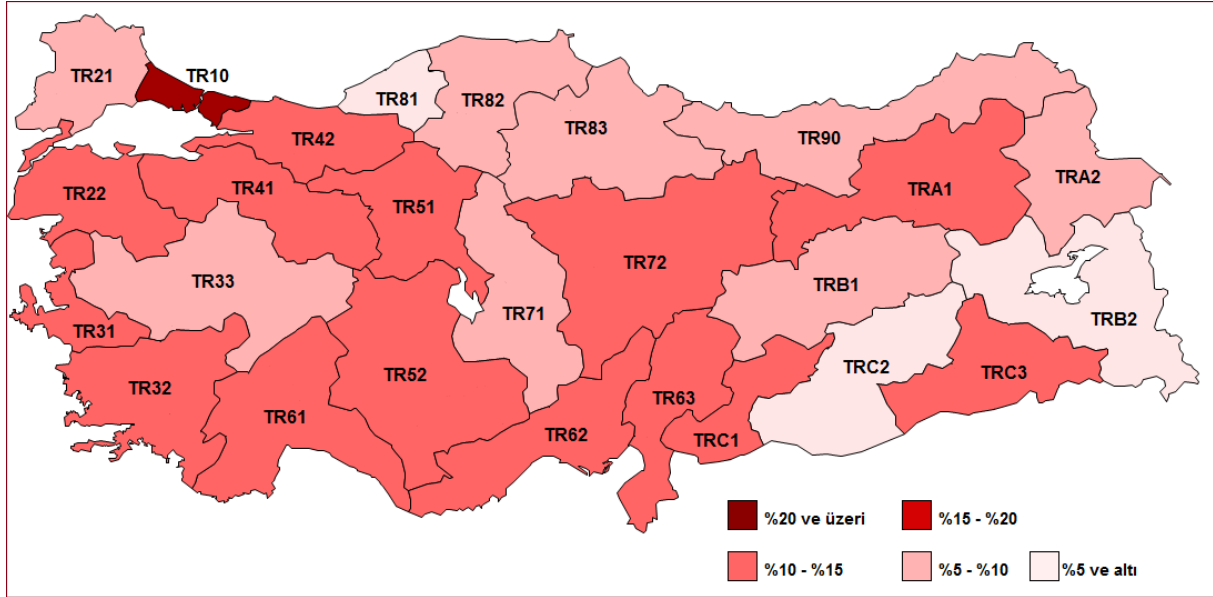 TR10
TR21
TR81
TR82
TR83
TR42
TR90
TRA2
TRA1
TR22
TR41
TR51
TR72
TR33
TRB1
TR71
TRB2
TR31
TRC2
TR52
TRC3
TR32
TR63
TR61
TR62
TRC1
%20 ve üzeri
%15 - %20
%10 - %15
%5 - %10
%5 ve altı